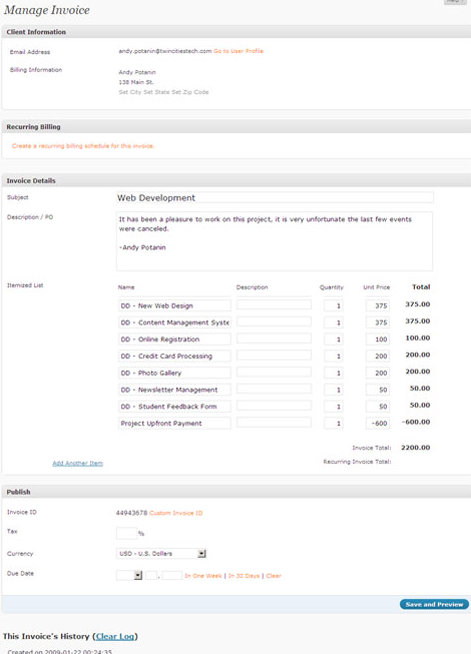 Help
Manage Invoice
Client Information
Email Address andy.potanin@twincitiestech.com Go to User Profile
Billing Information Andy Potanin
138 Main St.
Set City Set State Set Zip Code
Recurring Billing
Create a recurring billing schedule for this invoice.
Invoice Details
Subject Web Development
Description / PO It has been a pleasure to work on this project, it is very unfortunate the last few events
were canceled.
-Andy Potanin
Itemized List Name Description Quantity Unit Price Total
DD - New Web Design 1 375 375.00
DD - Content Management Syste 1 375 375.00
DD - Online Registration 1 100 100.00
DD - Credit Card Processing 1 200 200.00
DD - Photo Gallery 1 200 200.00
DD - Newsletter Management 1 50 50.00
DD - Student Feedback Form 1 50 50.00
Project Upfront Payment 1 -600 -600.00
Invoice Total: 2200.00
Add Another Item Recurring Invoice Total:
Publish
Invoice ID 44943678 Custom Invoice ID
Tax %
Currency USD - U.S. Dollars
Due Date , In One Week | In 30 Days | Clear
Save and Preview
This Invoice's History (Clear Log)
Created on 2009-01-22 00:24:35